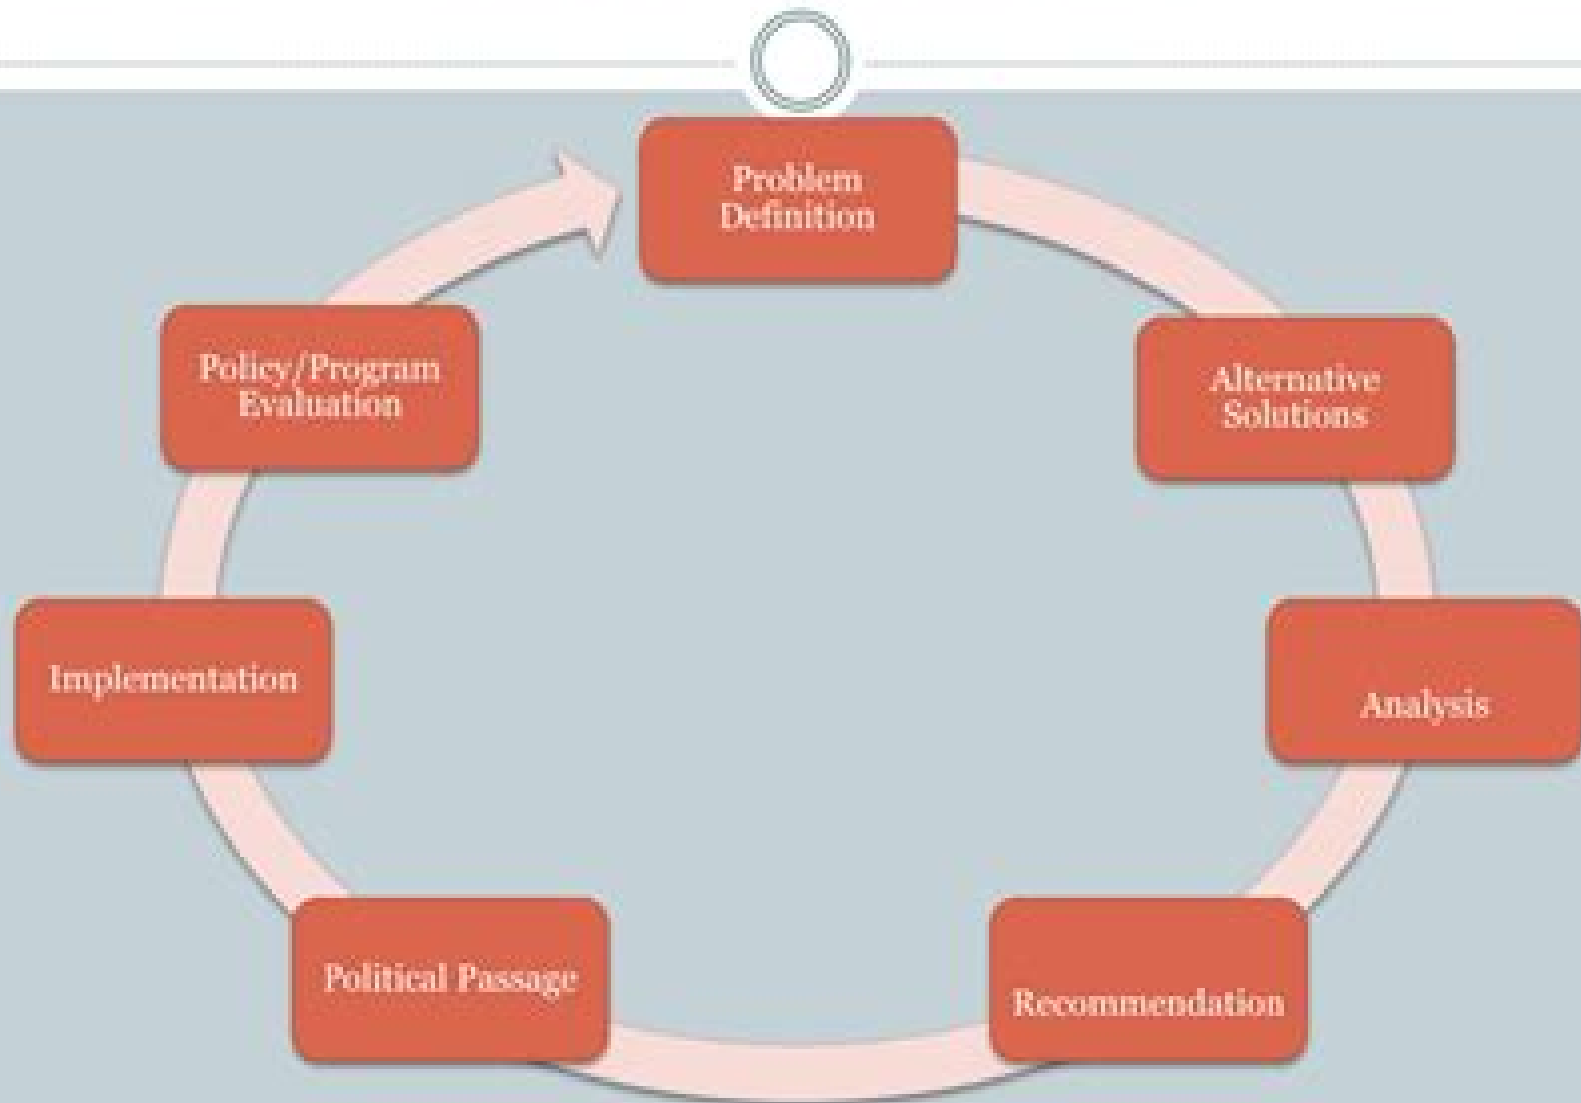 Problem
Definition
Alternative
Solutions
Analysis
Recommendation
Political Passage
Implementation
Policy/Program
Evaluation